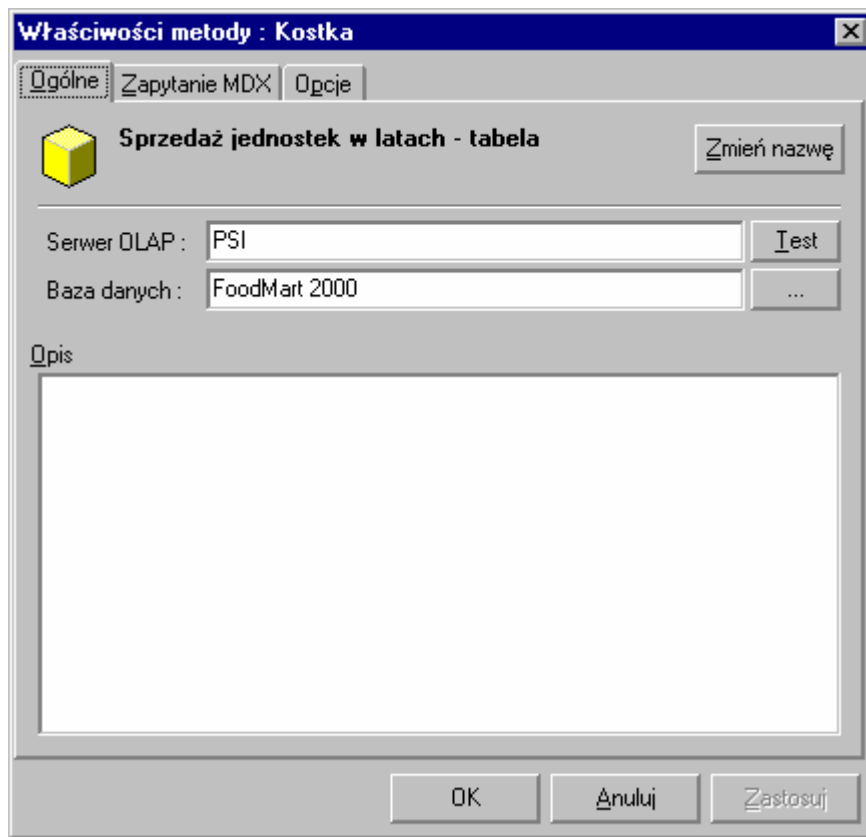 Właściwości metody : Kostka
Ogólne Zapytanie MDX Opcje
Sprzedaż jednostek w latach - tabela
Zmień nazwę
Serwer OLAP : PSI Test
Baza danych : FoodMart 2000 ...
Opis
OK Anuluj Zastosuj